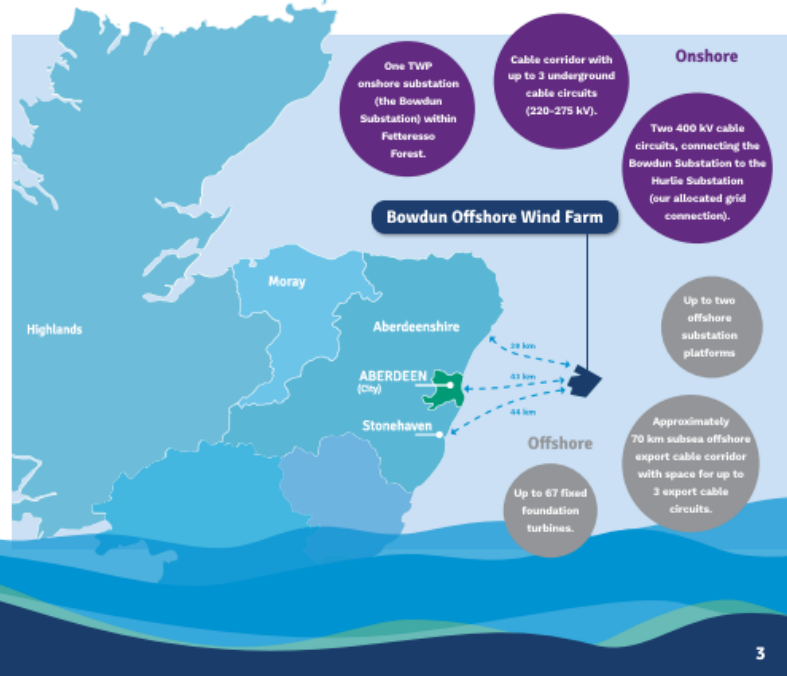 One TWP
onshore substation
(the Bowdun
Substation) within
Fetteresso
Forest.
Cable corridor with
up to 3 underground
cable circuits
(220-275 kV).
Onshore
Two 400 kV cable
circuits, connecting the
Bowdun Substation to the
Hurlie Substation
(our allocated grid
connection).
Bowdun Offshore Wind Farm
Moray
Highlands
Aberdeenshire
Up to two
offshore
substation
platforms
ABERDEEN
(City)
43 km
44 km
Stonehaven
Offshore
Approximately
70 km subsea offshore
export cable corridor
with space for up to
3 export cable
circuits.
Up to 67 fixed
foundation
turbines.
3